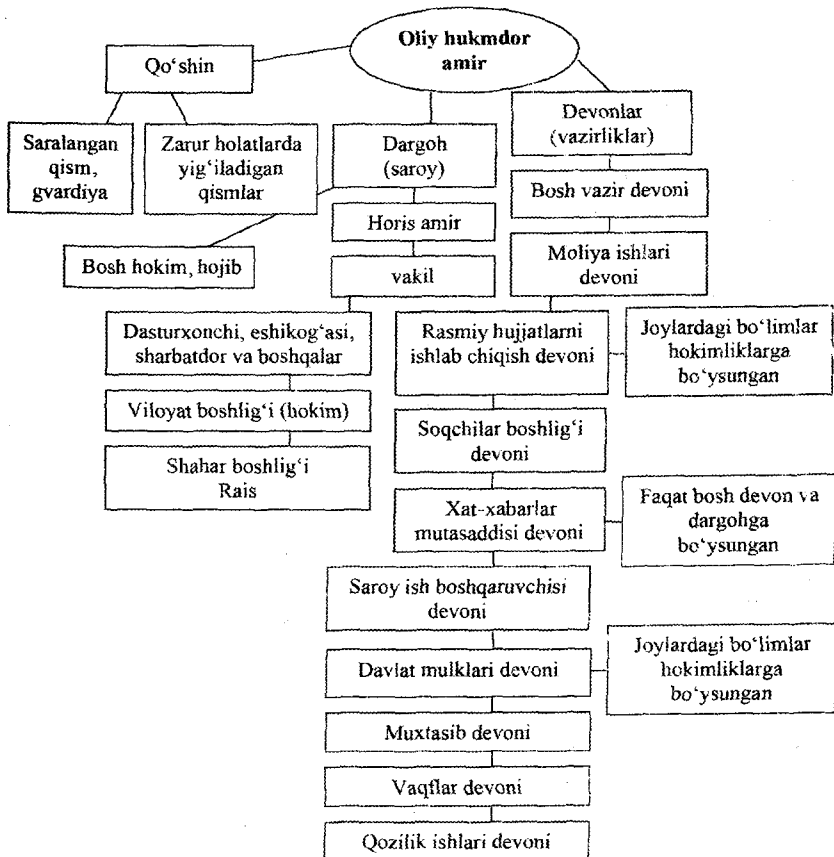 Oliy hukmdor
amir
Qo‘shin
Devonlar
(vazirliklar)
Saralangan
qism,
gvardiya
Zarur holatlarda
yig‘iladigan
qismlar
Dargoh
(saroy)
Bosh vazir devoni
Horis amir
Bosh hokim, hojib
Moliya ishlari
devoni
vakil
Dasturxonchi, eshikog‘asi,
sharbatdor va boshqalar
Rasmiy hujjatlarni
ishlab chiqish devoni
Joylardagi bo‘limlar
hokimliklarga
bo‘ysungan
Viloyat boshlig‘i (hokim)
Soqchilar boshlig‘i
devoni
Shahar boshlig‘i
Rais
Xat-xabarlar
mutasaddisi devoni
Faqat bosh devon va
dargohga
bo‘ysungan
Saroy ish boshqaruvchisi
devoni
Davlat mulklari devoni
Joylardagi bo‘limlar
hokimliklarga
bo‘ysungan
Muxtasib devoni
Vaqflar devoni
Qozilik ishlari devoni